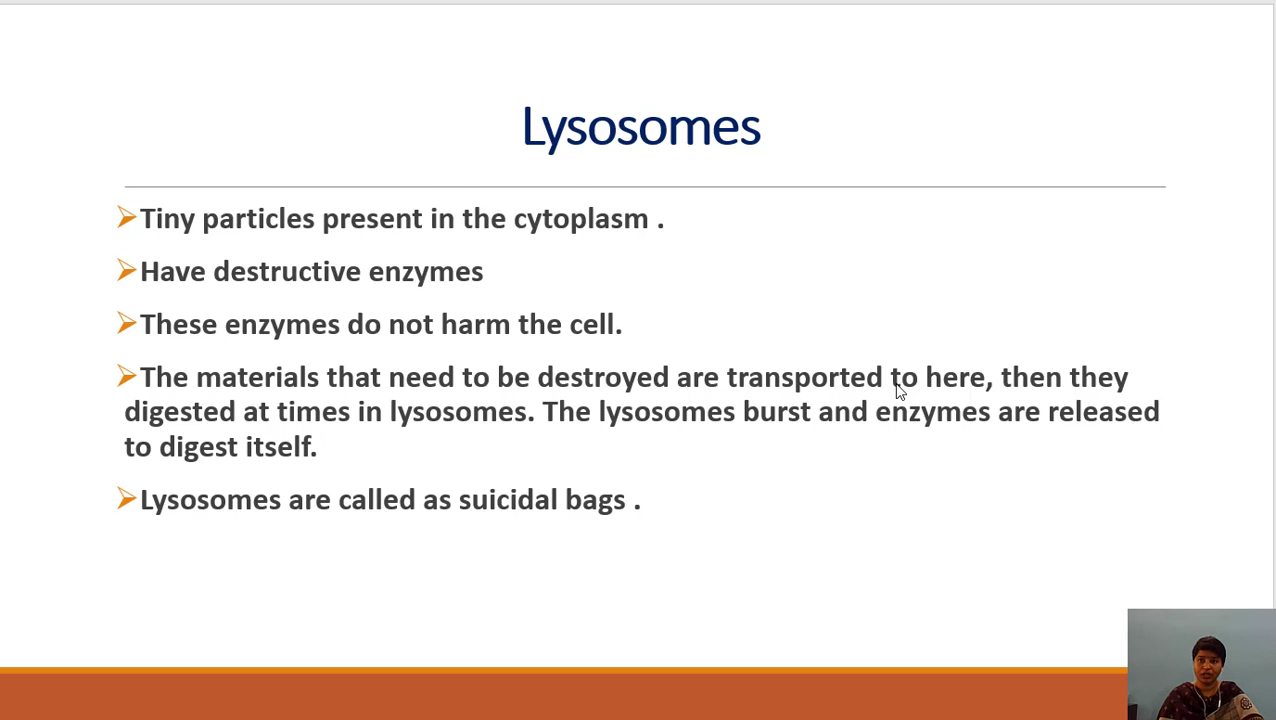 Lysosomes
Tiny particles present in the cytoplasm .
Have destructive enzymes
These enzymes do not harm the cell.
The materials that need to be destroyed are transported to here, then they
digested at times in lysosomes. The lysosomes burst and enzymes are released
to digest itself.
Lysosomes are called as suicidal bags .